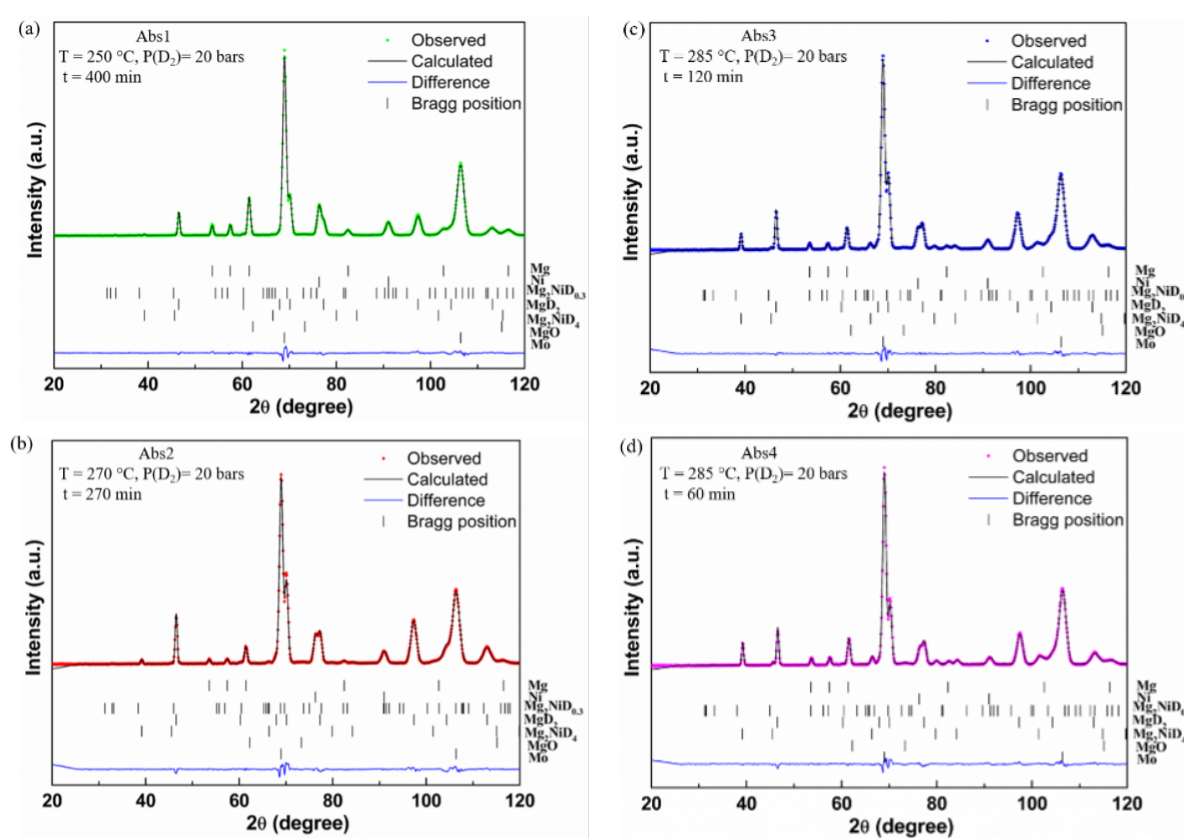 (a)
Abs1
T = 250 °C, P(D₂)= 20 bars
t = 400 min
Observed
Calculated
Difference
Bragg position
Intensity (a.u.)
Mg
Ni
Mg₂NiD₀.₃
MgD₂
Mg₂NiD₄
MgO
Mo
20 40 60 80 100 120
2θ (degree)
(c)
Abs3
T = 285 °C, P(D₂)= 20 bars
t = 120 min
Observed
Calculated
Difference
Bragg position
Intensity (a.u.)
Mg
Ni
MgD₂
Mg₂NiD₄
MgO
Mo
20 40 60 80 100 120
2θ (degree)
(b)
Abs2
T = 270 °C, P(D₂)= 20 bars
t = 270 min
Observed
Calculated
Difference
Bragg position
Intensity (a.u.)
Mg
Ni
Mg₂NiD₀.₃
MgD₂
Mg₂NiD₄
MgO
Mo
20 40 60 80 100 120
2θ (degree)
(d)
Abs4
T = 285 °C, P(D₂)= 20 bars
t = 60 min
Observed
Calculated
Difference
Bragg position
Intensity (a.u.)
Mg
Ni
MgD₂
Mg₂NiD₄
MgO
Mo
20 40 60 80 100 120
2θ (degree)